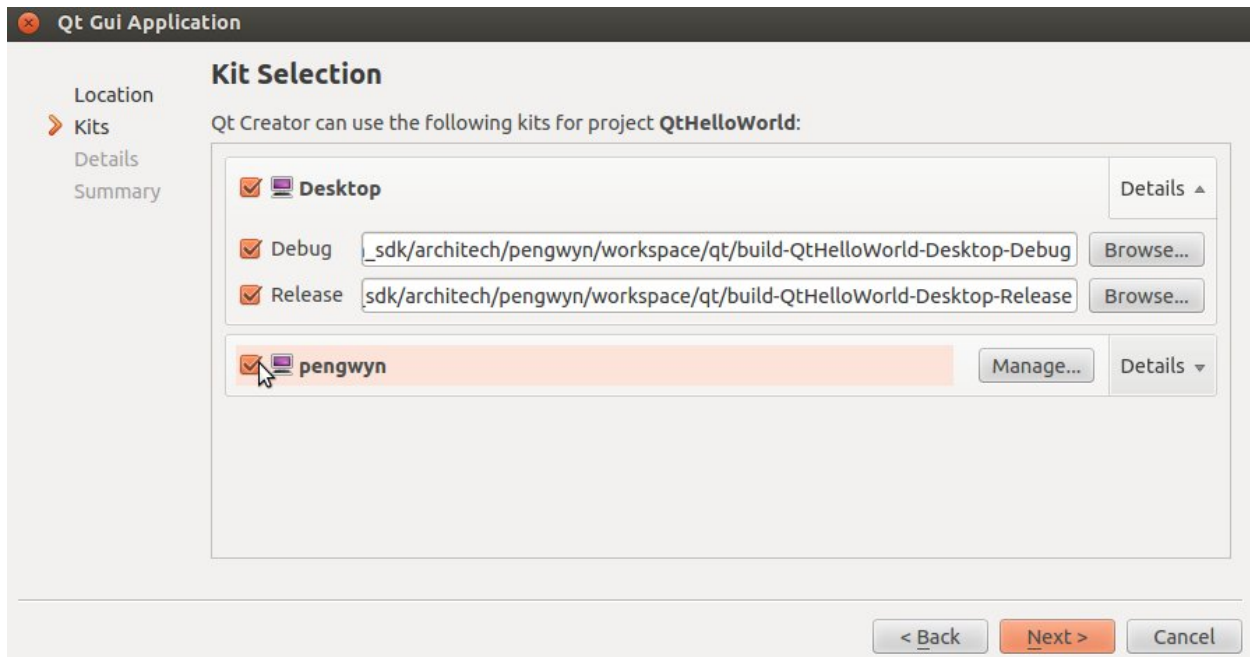 Qt Gui Application
Location
Kits
Details
Summary
Kit Selection
Qt Creator can use the following kits for project QtHelloWorld:
Desktop
Details
Debug
_sdk/architech/pengwyn/workspace/qt/build-QtHelloWorld-Desktop-Debug
Browse...
Release
_sdk/architech/pengwyn/workspace/qt/build-QtHelloWorld-Desktop-Release
Browse...
pengwyn
Manage...
Details
< Back
Next >
Cancel